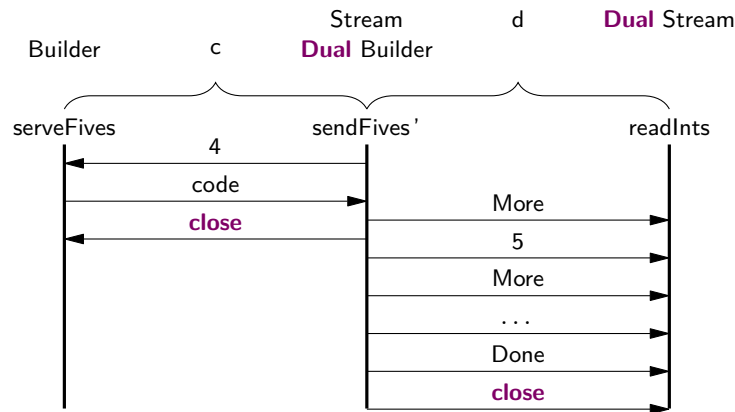 Stream d Dual Stream
Builder c Dual Builder
serveFives sendFives' readInts
4
code
More
close
5
More
...
Done
close